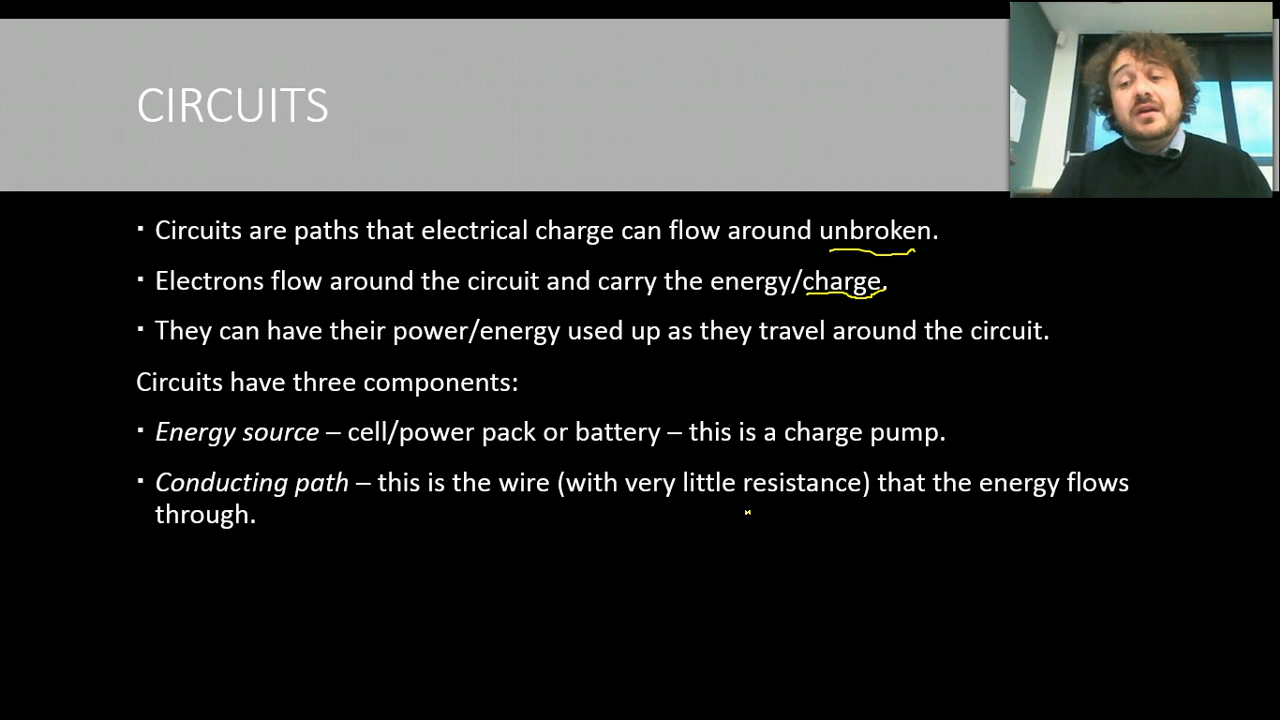 CIRCUITS
▪ Circuits are paths that electrical charge can flow around unbroken.
▪ Electrons flow around the circuit and carry the energy/charge.
▪ They can have their power/energy used up as they travel around the circuit.
Circuits have three components:
▪ Energy source – cell/power pack or battery – this is a charge pump.
▪ Conducting path – this is the wire (with very little resistance) that the energy flows
through.